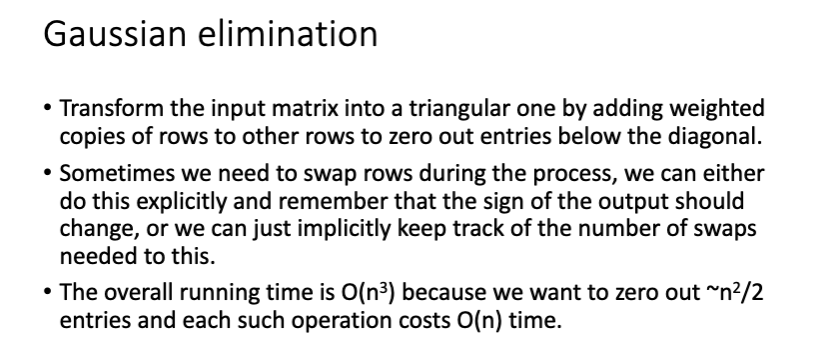 Gaussian elimination
• Transform the input matrix into a triangular one by adding weighted
copies of rows to other rows to zero out entries below the diagonal.
• Sometimes we need to swap rows during the process, we can either
do this explicitly and remember that the sign of the output should
change, or we can just implicitly keep track of the number of swaps
needed to this.
• The overall running time is O(n³) because we want to zero out ~n²/2
entries and each such operation costs O(n) time.